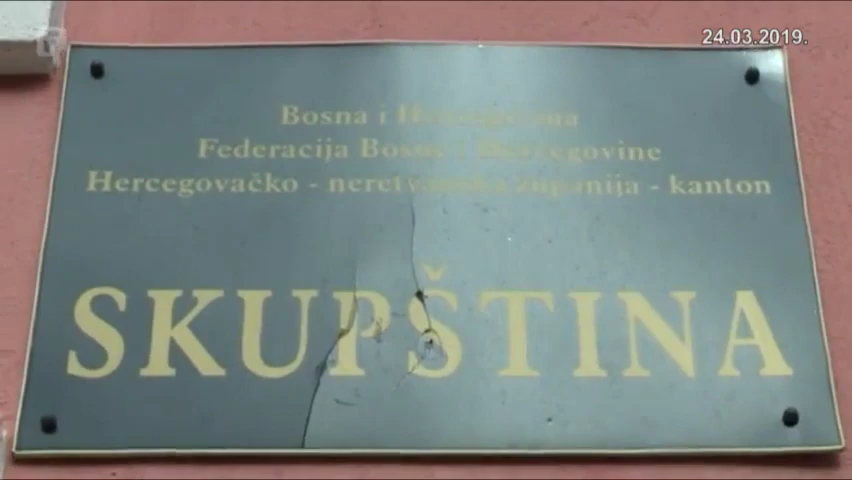 24.03.2019.
Bosna i Hercegovina
Federacija Bosne i Hercegovine
Hercegovačko - neretvanska županija - kanton
SKUPŠTINA